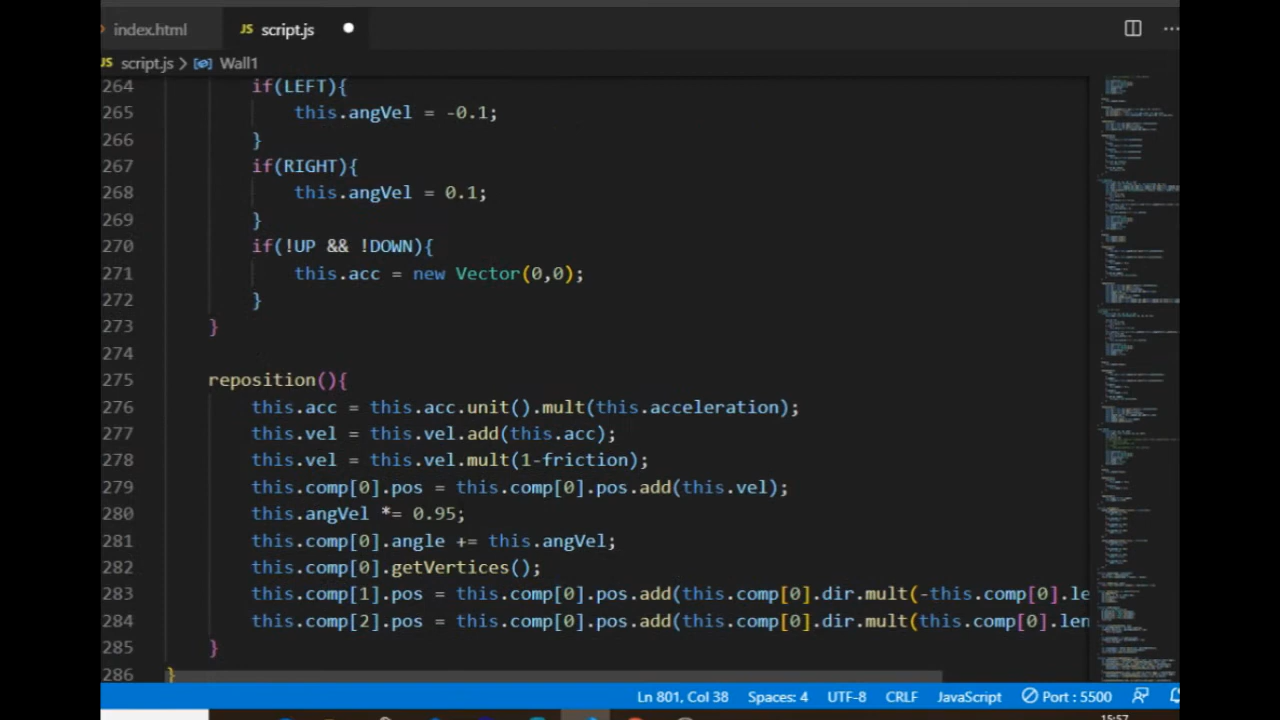 index.html
JS script.js
JS script.js > Wall1
264 if(LEFT){
265 this.angVel = -0.1;
266 }
267 if(RIGHT){
268 this.angVel = 0.1;
269 }
270 if(!UP && !DOWN){
271 this.acc = new Vector(0,0);
272 }
273 }
274
275 reposition(){
276 this.acc = this.acc.unit().mult(this.acceleration);
277 this.vel = this.vel.add(this.acc);
278 this.vel = this.vel.mult(1-friction);
279 this.comp[0].pos = this.comp[0].pos.add(this.vel);
280 this.angVel *= 0.95;
281 this.comp[0].angle += this.angVel;
282 this.comp[0].getVertices();
283 this.comp[1].pos = this.comp[0].pos.add(this.comp[0].dir.mult(-this.comp[0].le
284 this.comp[2].pos = this.comp[0].pos.add(this.comp[0].dir.mult(this.comp[0].len
285 }
286 }
Ln 801, Col 38 Spaces: 4 UTF-8 CRLF JavaScript Port : 5500
15:57